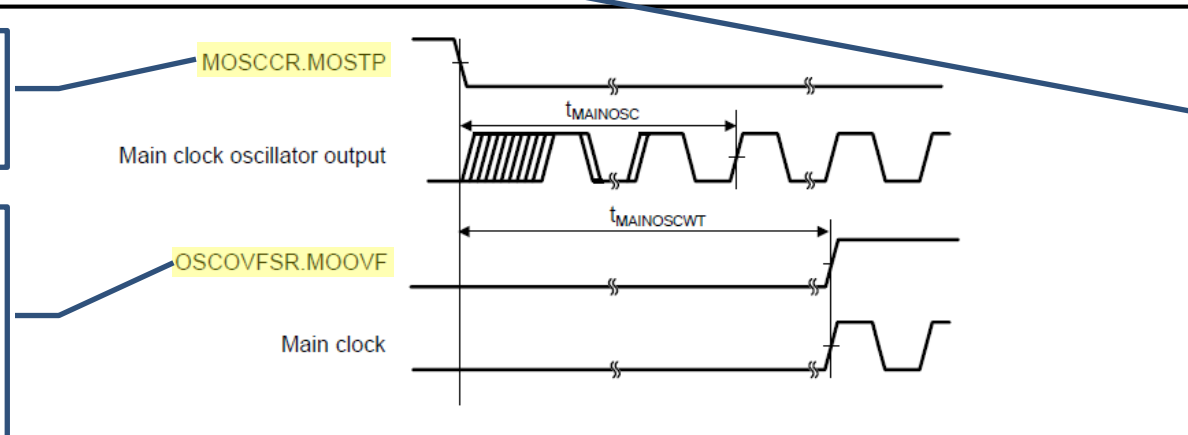 MOSCCR.MOSTP
tMAINOSC
Main clock oscillator output
tMAINOSCWT
OSCOVFSR.MOOVF
Main clock